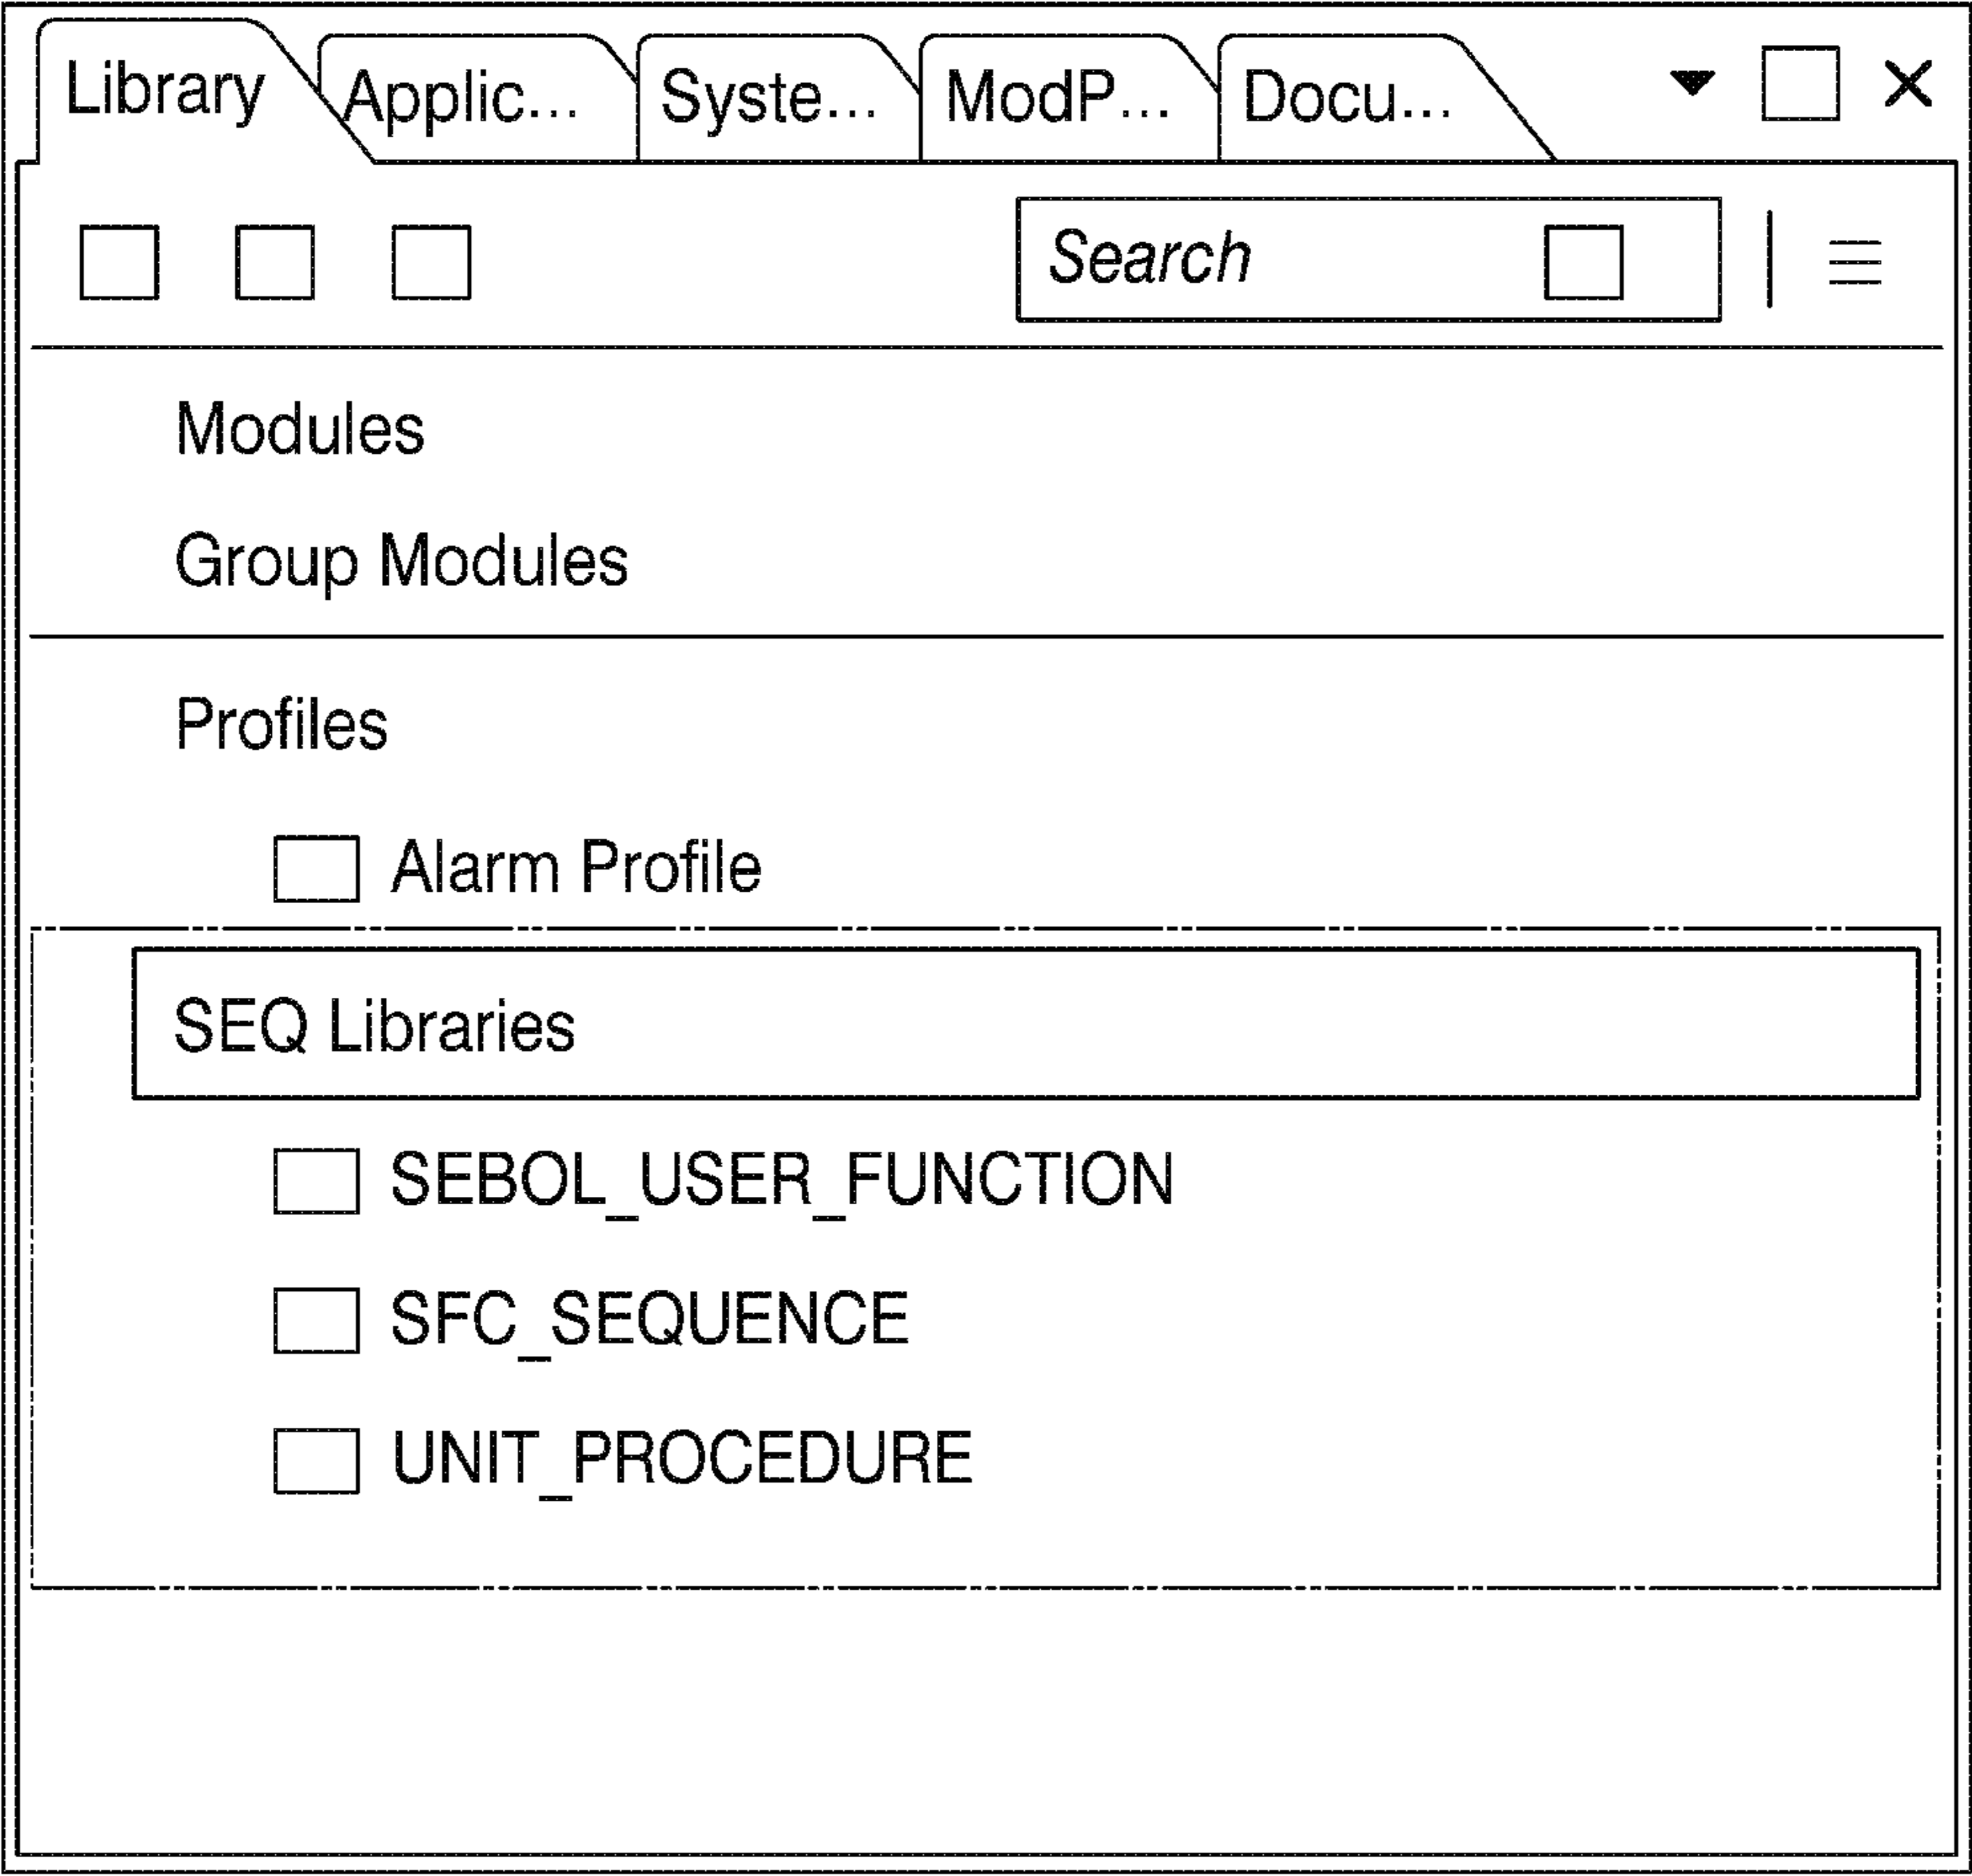 Library Applic... Syste... ModP... Docu...
Search
Modules
Group Modules
Profiles
Alarm Profile
SEQ Libraries
SEBOL_USER_FUNCTION
SFC_SEQUENCE
UNIT_PROCEDURE